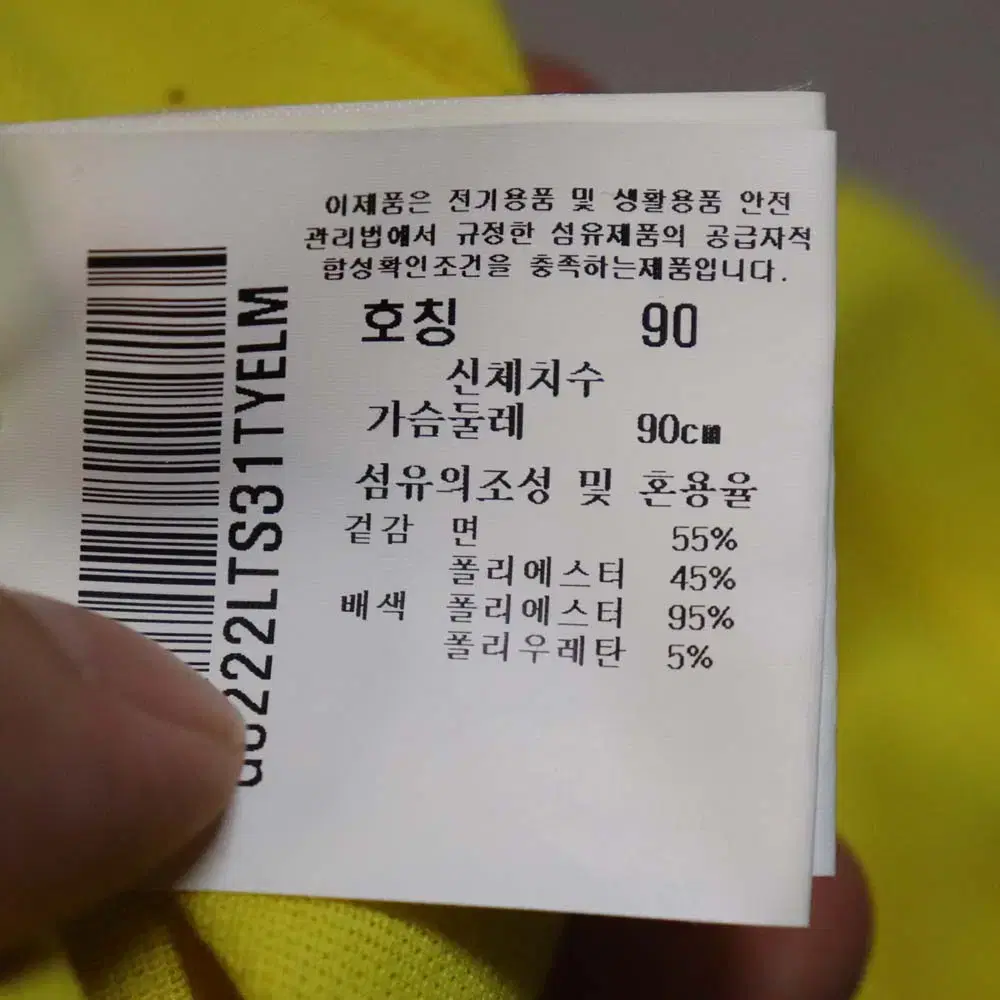 이제품은 전기용품 및 생활용품 안전
관리법에서 규정한 섬유제품의 공급자적
합성확인조건을 충족하는제품입니다.
호칭 90
신체치수
가슴둘레 90cm
섬유의조성 및 혼용율
겉감 면 55%
폴리에스터 45%
배색 폴리에스터 95%
폴리우레탄 5%
222LTS31TYELM